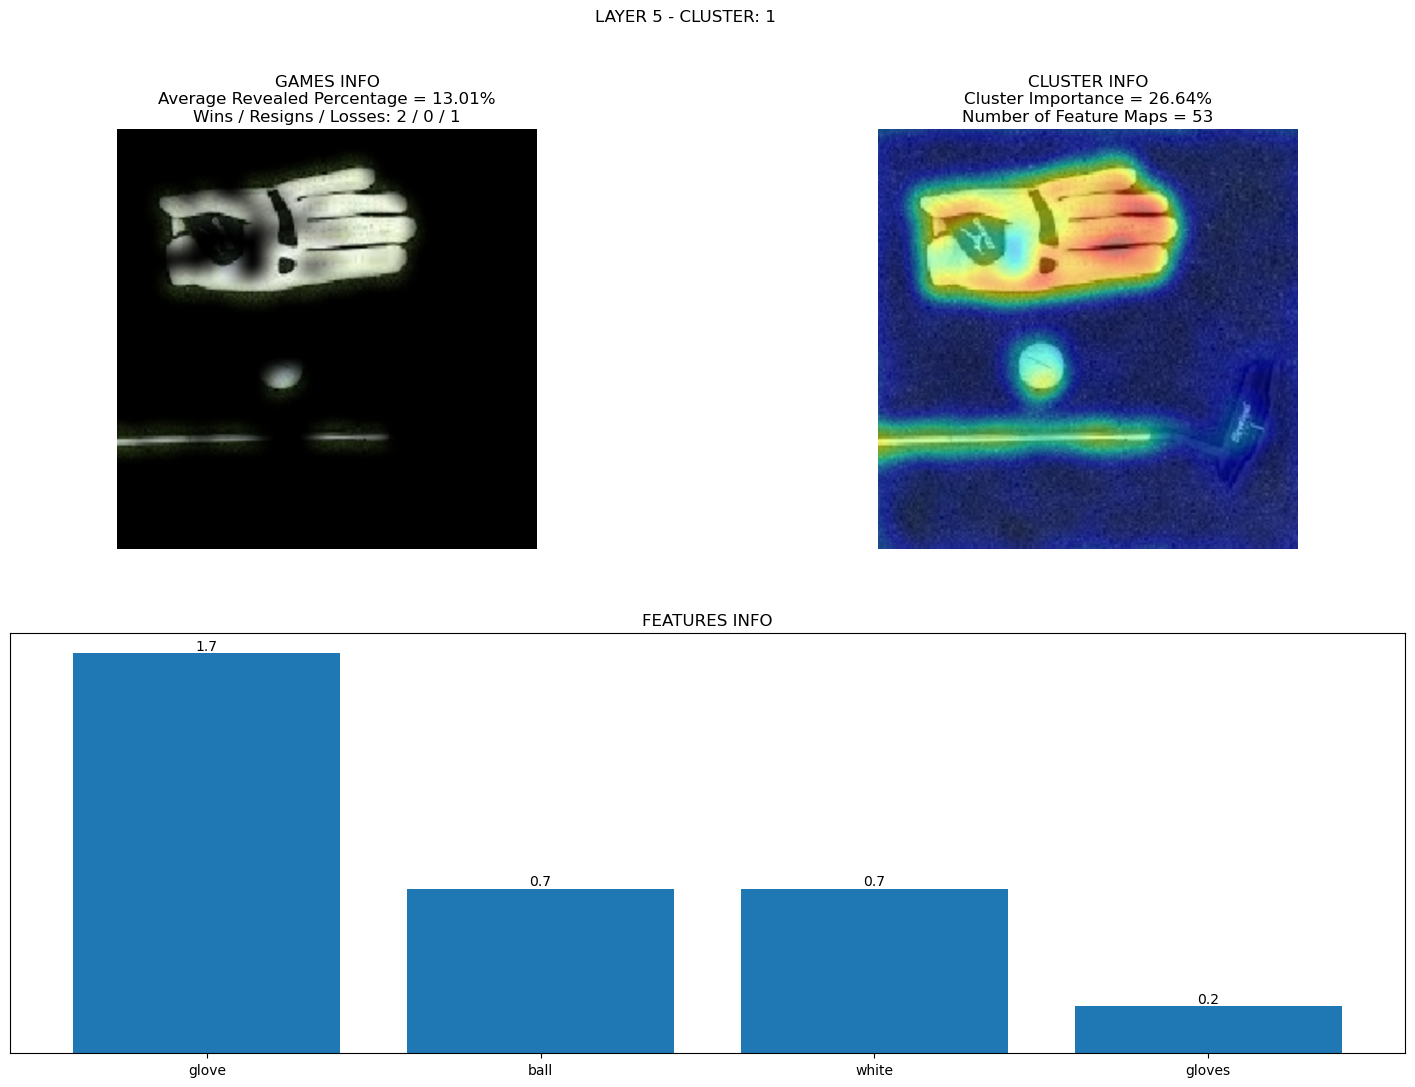 LAYER 5 - CLUSTER: 1
GAMES INFO
Average Revealed Percentage = 13.01%
Wins / Resigns / Losses: 2 / 0 / 1
CLUSTER INFO
Cluster Importance = 26.64%
Number of Feature Maps = 53
FEATURES INFO
1.7
0.7
0.7
0.2
glove
ball
white
gloves